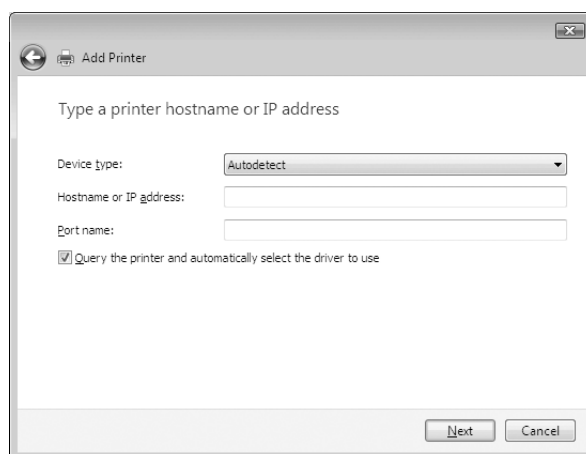 Add Printer
Type a printer hostname or IP address
Device type: Autodetect
Hostname or IP address:
Port name:
Query the printer and automatically select the driver to use
Next Cancel